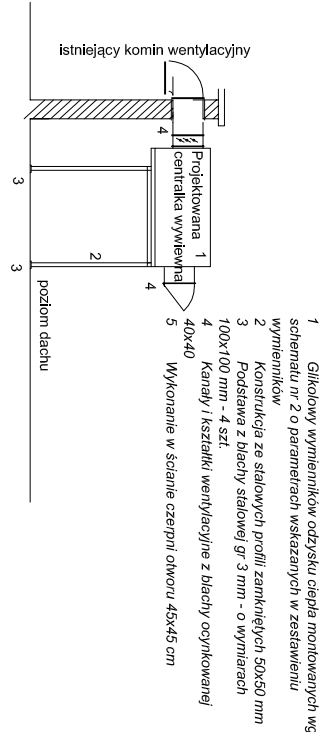 istniejący komin wentylacyjny
4
Projektowana
centralka wywiewna
1
3
2
3
4
poziom dachu
1 Glikolowy wymienników odzysku ciepła montowanych wg
schematu nr 2 o parametrach wskazanych w zestawieniu
wymienników
2 Konstrukcja ze stalowych profili zamkniętych 50x50 mm
3 Podstawa z blachy stalowej gr 3 mm - o wymiarach
100x100 mm - 4 szt.
4 Kanały i kształtki wentylacyjne z blachy ocynkowanej
40x40
5 Wykonanie w ścianie czerpni otworu 45x45 cm